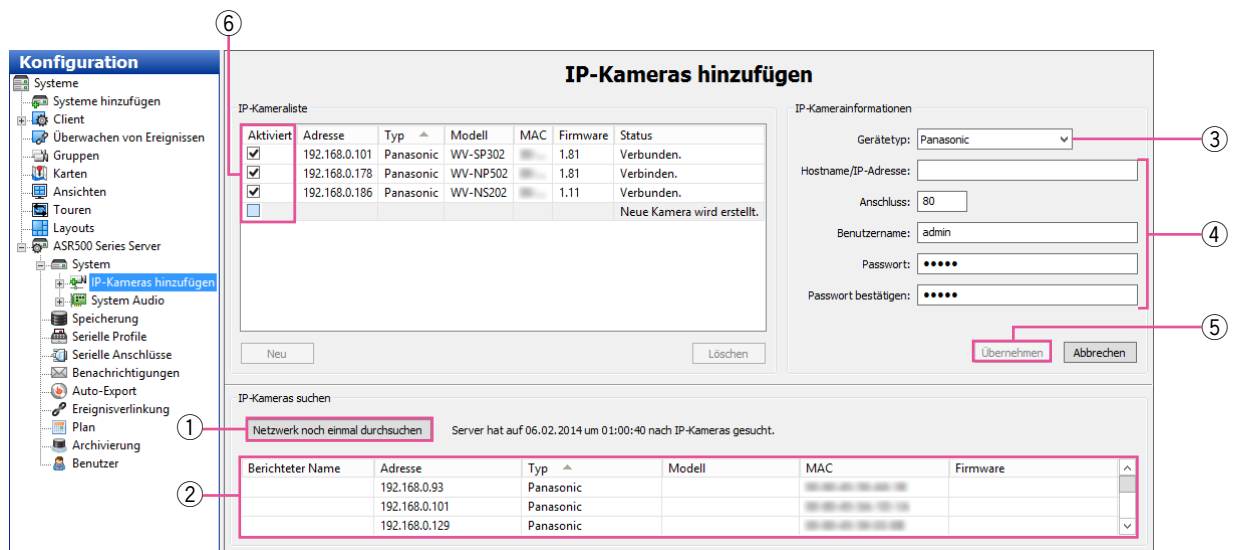 ⑥
Konfiguration
Systeme
Systeme hinzufügen
Client
Überwachen von Ereignissen
Gruppen
Karten
Ansichten
Touren
Layouts
ASR500 Series Server
System
IP-Kameras hinzufügen
System Audio
Speicherung
Serielle Profile
Serielle Anschlüsse
Benachrichtigungen
Auto-Export
Ereignisverlinkung
Plan
Archivierung
Benutzer
IP-Kameras hinzufügen
IP-Kameraliste
Aktiviert Adresse Typ Modell MAC Firmware Status
192.168.0.101 Panasonic WV-SP302 1.81 Verbunden.
192.168.0.178 Panasonic WV-NP502 1.81 Verbinden.
192.168.0.186 Panasonic WV-NS202 1.11 Verbunden.
Neue Kamera wird erstellt.
Neu Löschen
IP-Kamerainformationen
Gerätetyp: Panasonic ③
Hostname/IP-Adresse:
Anschluss: 80
Benutzername: admin ④
Passwort: •••••
Passwort bestätigen: •••••
⑤
Übernehmen Abbrechen
IP-Kameras suchen
① Netzwerk noch einmal durchsuchen Server hat auf 06.02.2014 um 01:00:40 nach IP-Kameras gesucht.
② Berichteter Name Adresse Typ Modell MAC Firmware
192.168.0.93 Panasonic
192.168.0.101 Panasonic
192.168.0.129 Panasonic